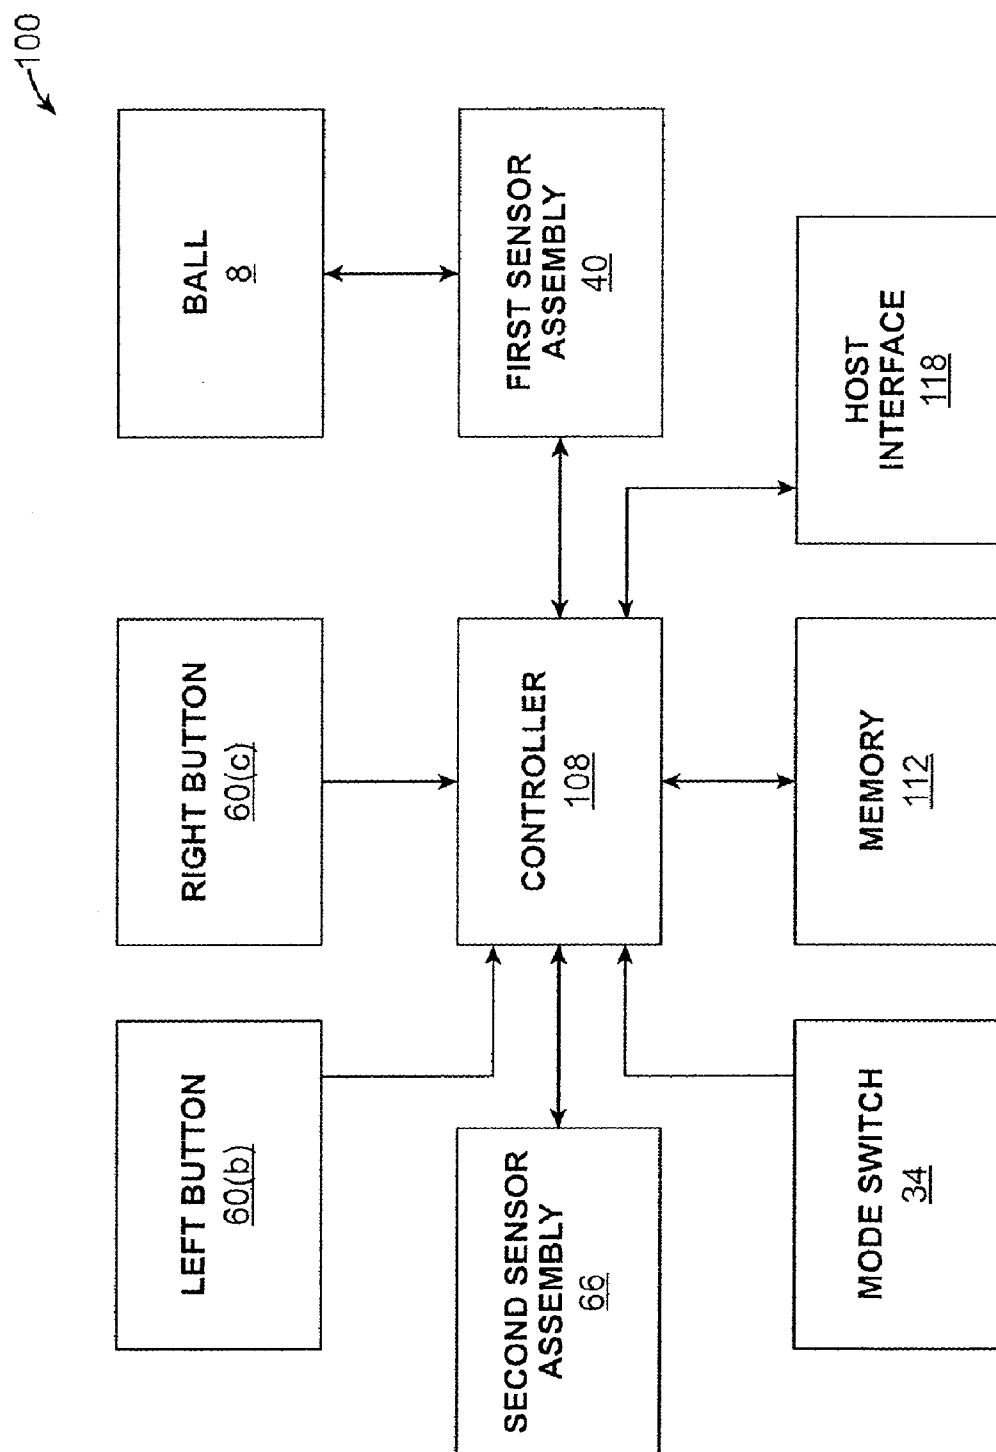 100
LEFT BUTTON
60(b)
RIGHT BUTTON
60(c)
BALL
8
SECOND SENSOR
ASSEMBLY
66
CONTROLLER
108
FIRST SENSOR
ASSEMBLY
40
MODE SWITCH
34
MEMORY
112
HOST
INTERFACE
118